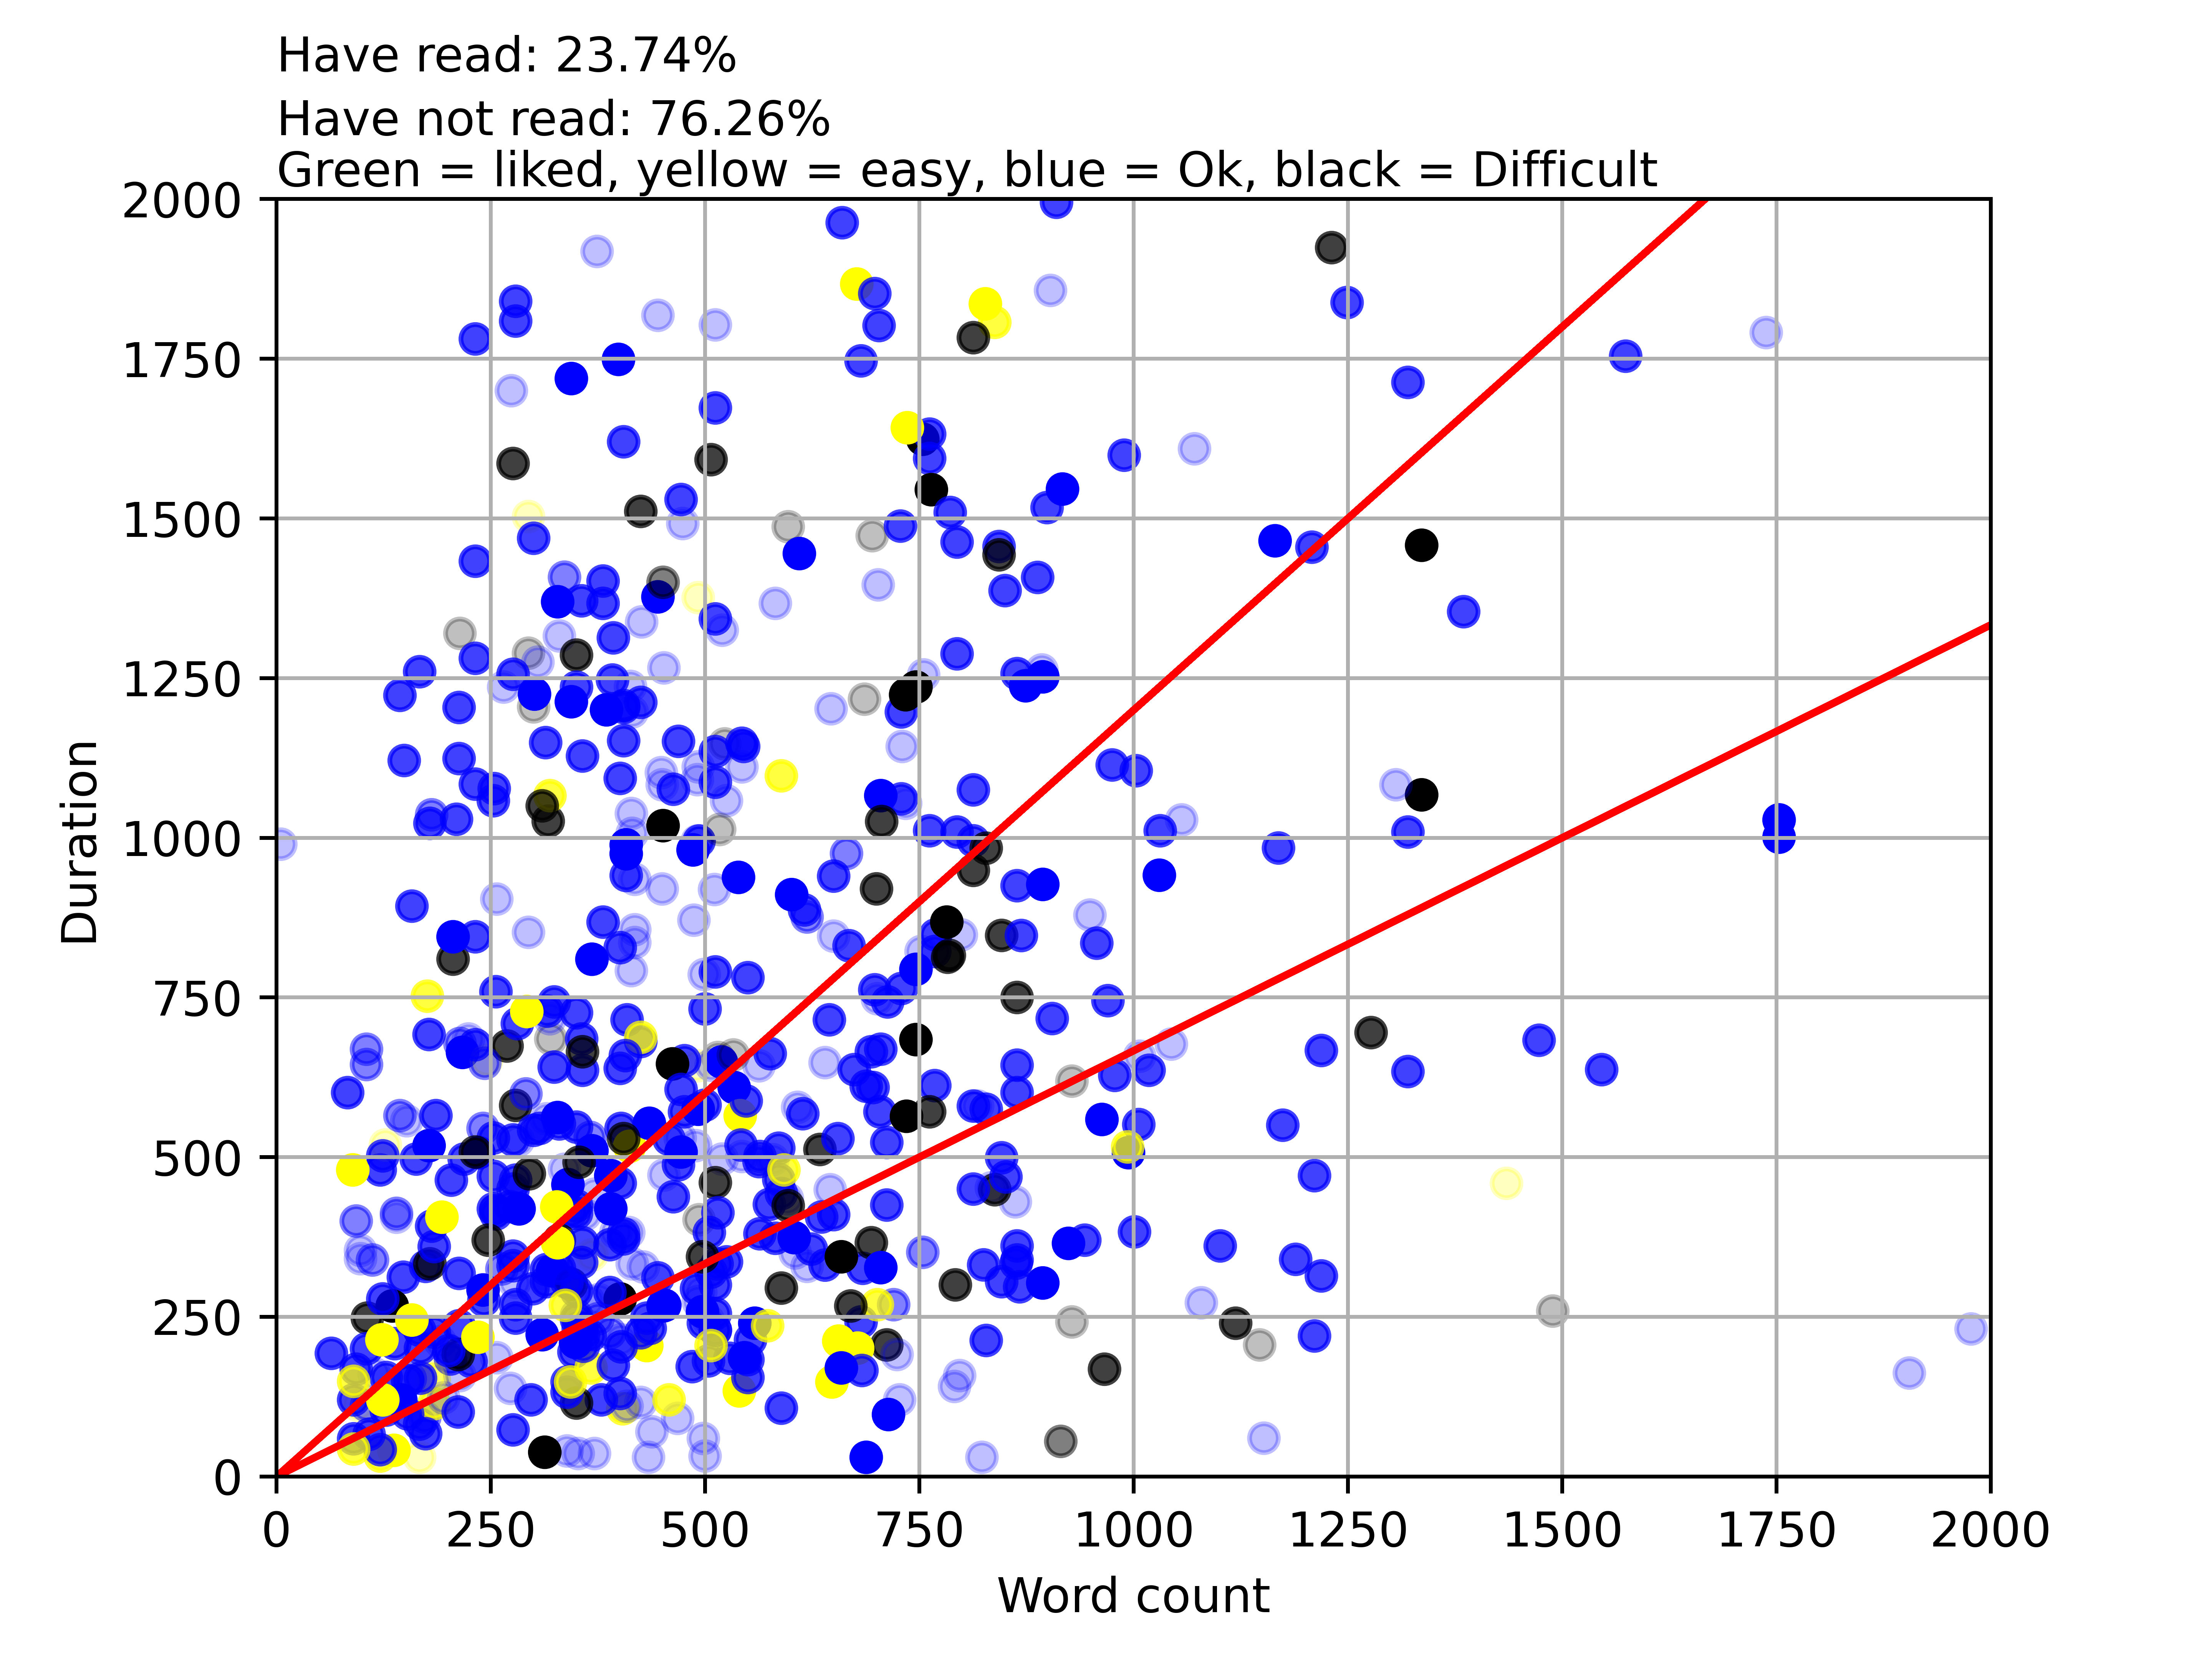 Have read: 23.74%
Have not read: 76.26%
Green = liked, yellow = easy, blue = Ok, black = Difficult
2000
1750
1500
1250
1000
750
500
250
0
Duration
0 250 500 750 1000 1250 1500 1750 2000
Word count